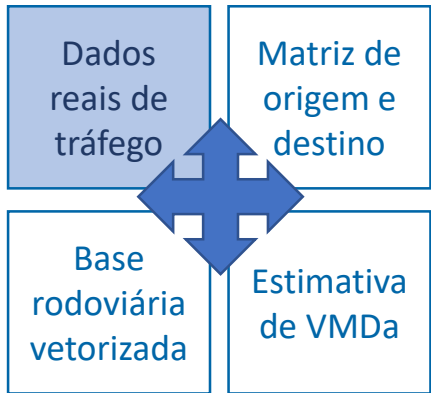 Dados
reais de
tráfego
Matriz de
origem e
destino
Base
rodoviária
vetorizada
Estimativa
de VMDa